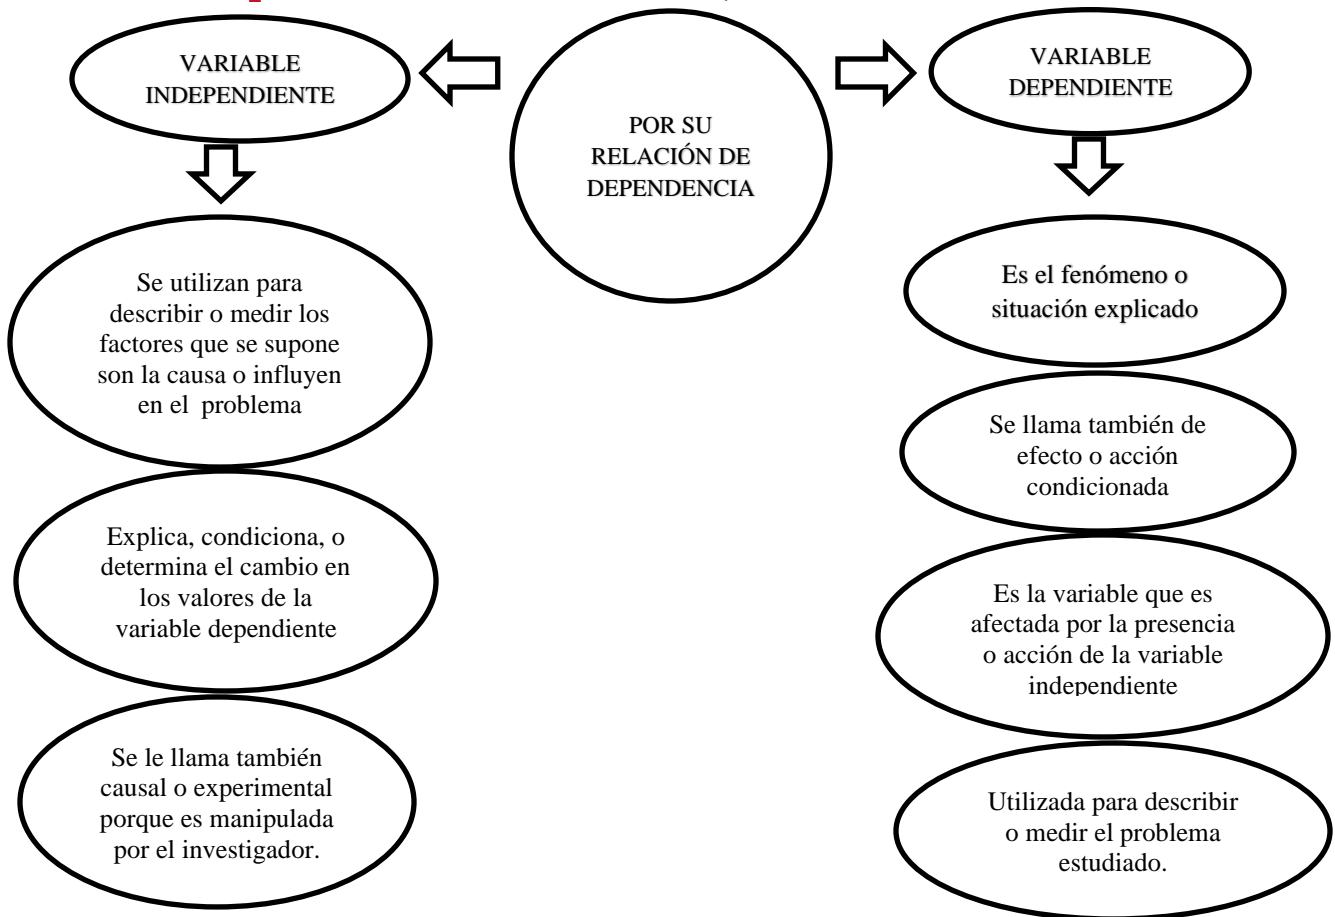 VARIABLE
INDEPENDIENTE
POR SU
RELACIÓN DE
DEPENDENCIA
VARIABLE
DEPENDIENTE
Se utilizan para
describir o medir los
factores que se supone
son la causa o influyen
en el  problema
Explica, condiciona, o
determina el cambio en
los valores de la
variable dependiente
Se le llama también
causal o experimental
porque es manipulada
por el investigador.
Es el fenómeno o
situación explicado
Se llama también de
efecto o acción
condicionada
Es la variable que es
afectada por la presencia
o acción de la variable
independiente
Utilizada para describir
o medir el problema
estudiado.